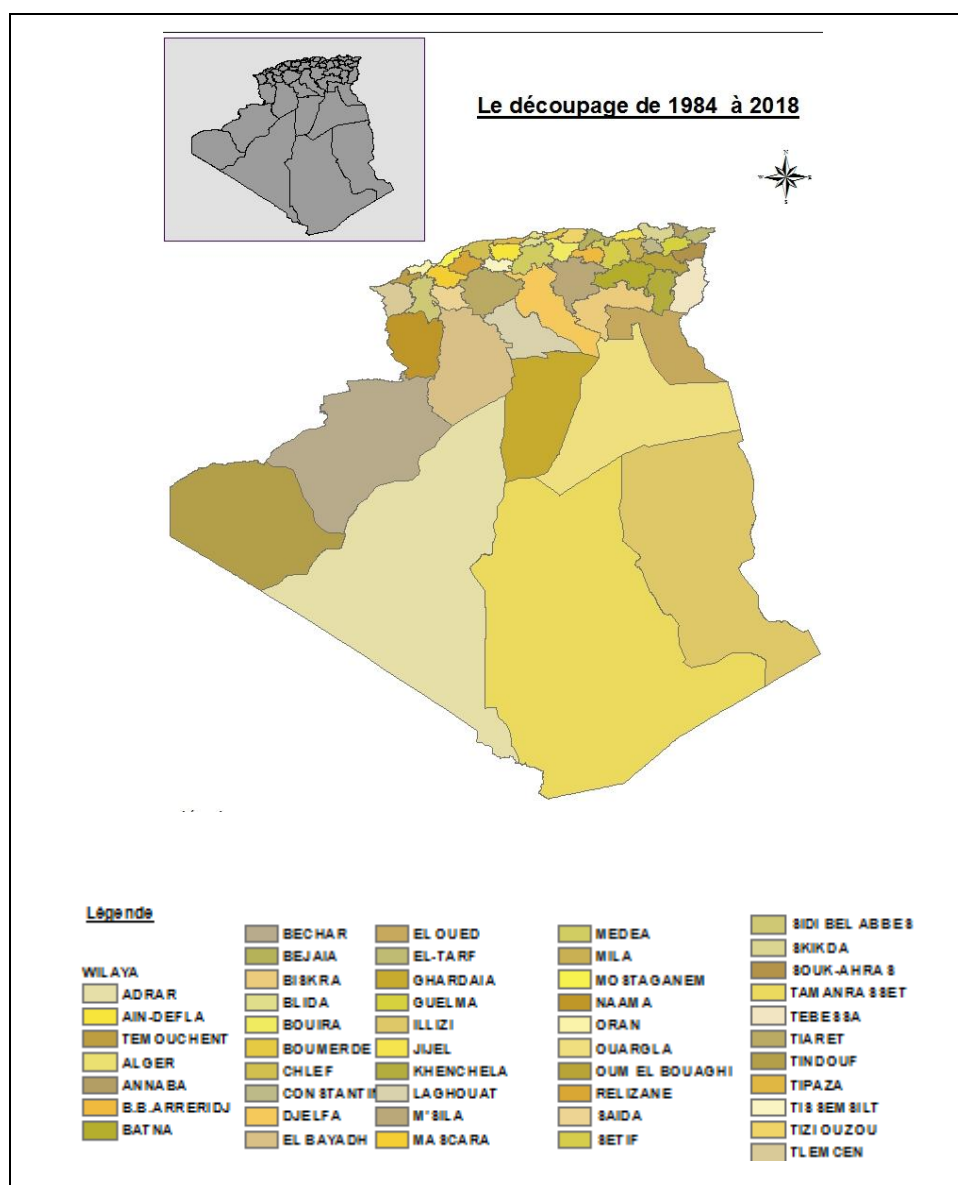 Le découpage de 1984 à 2018
N
W
E
S
Légende
WILAYA
ADRAR
AIN-DEFLA
TEMOUCHENT
ALGER
ANNABA
B.B.ARRERIDJ
BATNA
BECHAR
BEJAIA
BISKRA
BLIDA
BOUIRA
BOUMERDE
CHLEF
CONSTANTIN
DJELFA
EL BAYADH
EL OUED
EL-TARF
GHARDAIA
GUELMA
ILLIZI
JIJEL
KHENCHELA
LAGHOUAT
M'SILA
MASCARA
MEDEA
MILA
MOSTAGANEM
NAAMA
ORAN
OUARGLA
OUM EL BOUAGHI
RELIZANE
SAIDA
SETIF
SIDI BEL ABBES
SKIKDA
SOUK-AHRAS
TAMANRASSET
TEBESSA
TIARET
TINDOUF
TIPAZA
TISSEMSILT
TIZI OUZOU
TLEMCEN